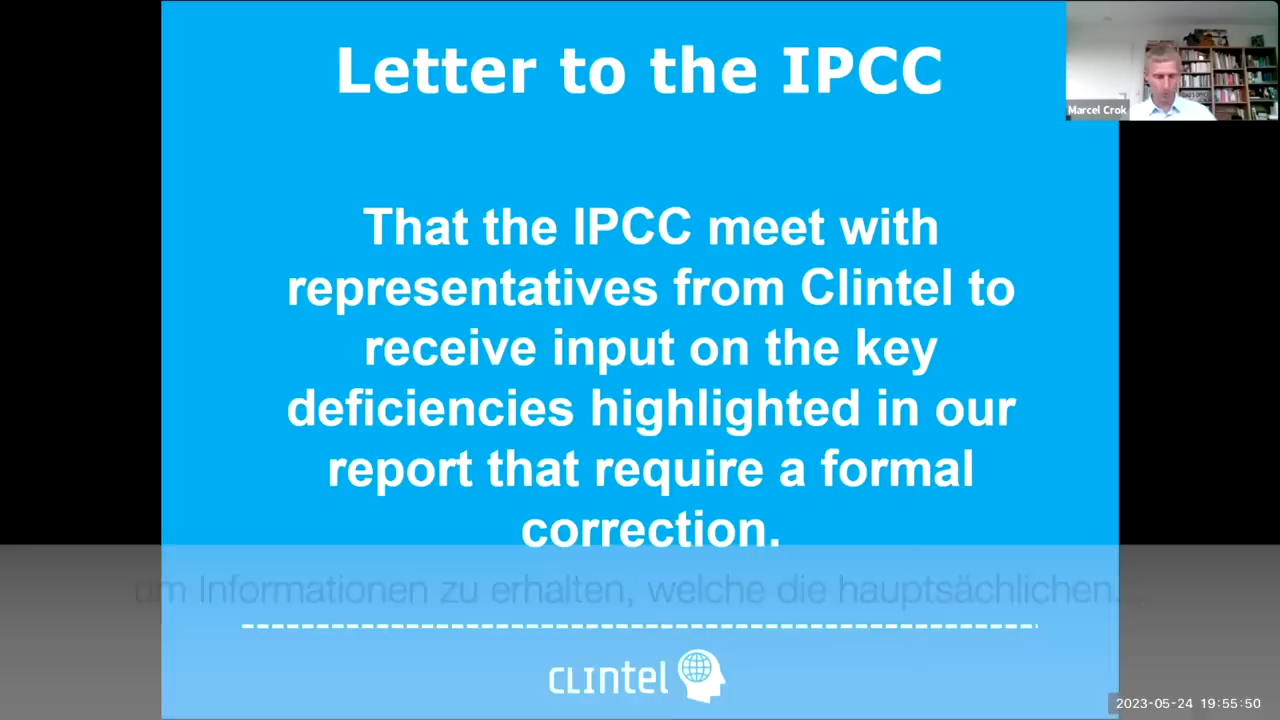 Letter to the IPCC
Marcel Crok
That the IPCC meet with
representatives from Clintel to
receive input on the key
deficiencies highlighted in our
report that require a formal
correction.
um Informationen zu erhalten, welche die hauptsächlichen...
CLINTEL
2023-05-24 19:55:50